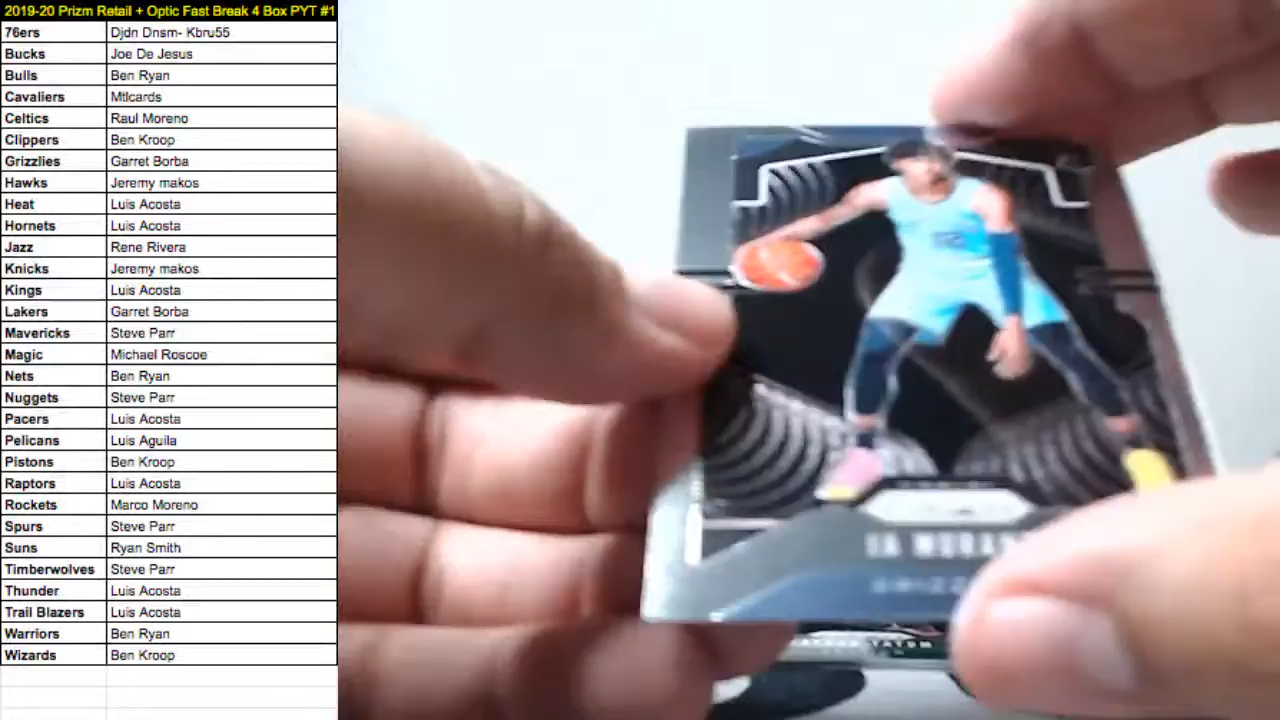 2019-20 Prizm Retail + Optic Fast Break 4 Box PYT #1
76ers Djdn Dnsm- Kbru55
Bucks Joe De Jesus
Bulls Ben Ryan
Cavaliers Mtlcards
Celtics Raul Moreno
Clippers Ben Kroop
Grizzlies Garret Borba
Hawks Jeremy makos
Heat Luis Acosta
Hornets Luis Acosta
Jazz Rene Rivera
Knicks Jeremy makos
Kings Luis Acosta
Lakers Garret Borba
Mavericks Steve Parr
Magic Michael Roscoe
Nets Ben Ryan
Nuggets Steve Parr
Pacers Luis Acosta
Pelicans Luis Aguila
Pistons Ben Kroop
Raptors Luis Acosta
Rockets Marco Moreno
Spurs Steve Parr
Suns Ryan Smith
Timberwolves Steve Parr
Thunder Luis Acosta
Trail Blazers Luis Acosta
Warriors Ben Ryan
Wizards Ben Kroop
12
JA MORAN
GRIZZ
TATUM